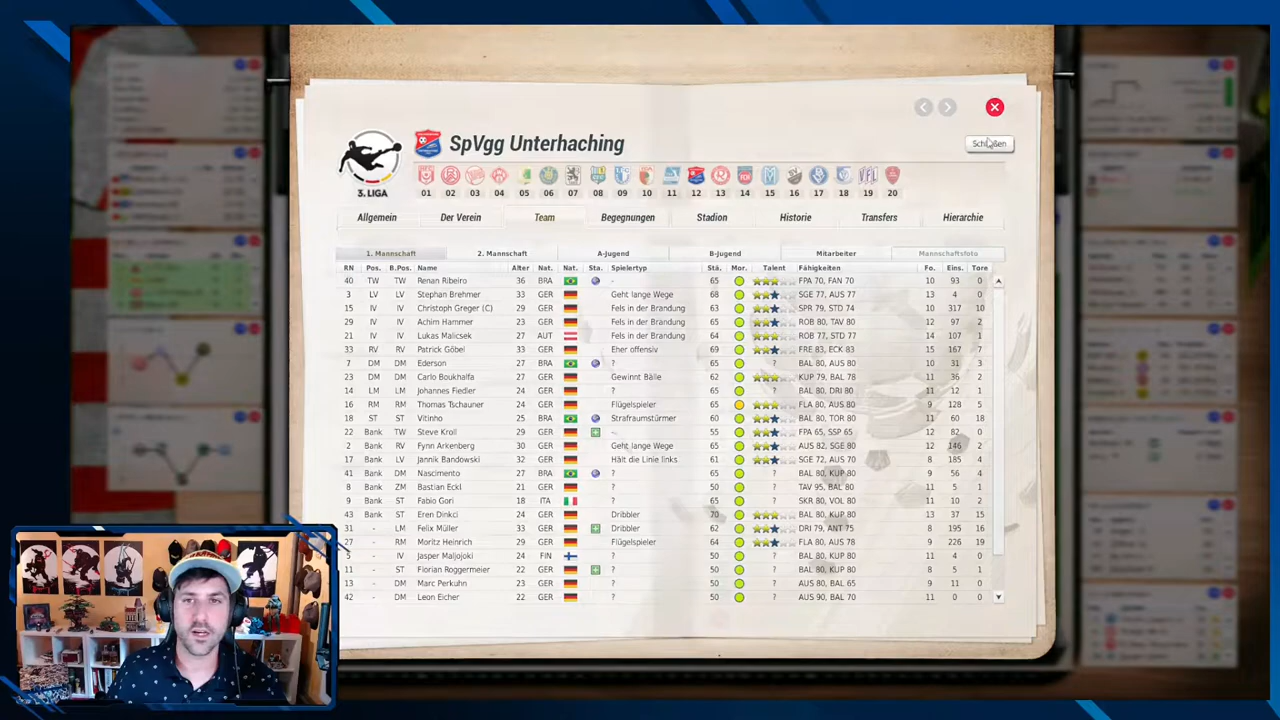 Schließen
SpVgg Unterhaching
3. LIGA
01 02 03 04 05 06 07 08 09 10 11 12 13 14 15 16 17 18 19 20
Allgemein Der Verein Team Begegnungen Stadion Historie Transfers Hierarchie
1. Mannschaft 2. Mannschaft A-Jugend B-Jugend Mitarbeiter Mannschaftsfoto
RN Pos. B.Pos. Name Alter Nat. Nat. Sta. Spielertyp Stä. Mor. Talent Fähigkeiten Fo. Eins. Tore
40 TW TW Renan Ribeiro 36 BRA - 65 FPA 70, FAN 70 10 93 0
3 LV LV Stephan Brehmer 33 GER Geht lange Wege 68 SGE 77, AUS 77 13 4 0
15 IV IV Christoph Greger (C) 29 GER Fels in der Brandung 63 SPR 79, STD 74 10 317 10
29 IV IV Achim Hammer 27 GER Fels in der Brandung 65 ROB 80, TAV 80 12 97 2
21 IV IV Lukas Malicsek 27 AUT Fels in der Brandung 64 ROB 77, STD 77 14 107 1
33 RV RV Patrick Göbel 33 GER Eher offensiv 69 FRE 83, ECK 83 15 167 7
7 DM DM Ederson 27 BRA ? 65 ? BAL 80, AUS 80 10 31 3
23 DM DM Carlo Boukhalfa 27 GER Gewinnt Bälle 62 KUP 79, BAL 78 11 36 2
14 LM LM Johannes Fiedler 24 GER ? 65 ? BAL 80, DRI 80 11 12 1
16 RM RM Thomas Tschauner 24 GER Flügelspieler 65 FLA 80, AUS 80 9 128 5
18 ST ST Vitinho 25 BRA Strafraumstürmer 60 BAL 80, TOR 80 11 60 18
22 Bank TW Steve Kroll 29 GER - 55 FPA 65, SSP 65 12 82 0
2 Bank RV Fynn Arkenberg 30 GER Geht lange Wege 65 AUS 82, SGE 80 12 146 2
17 Bank LV Jannik Bandowski 32 GER Hält die Linie links 61 SGE 72, AUS 70 8 185 4
41 Bank DM Nascimento 27 BRA ? 65 ? BAL 80, KUP 80 9 56 4
8 Bank ZM Bastian Eckl 21 GER ? 50 ? TAV 95, BAL 80 11 5 1
9 Bank ST Fabio Gori 18 ITA ? 65 ? SKR 80, VOL 80 11 10 2
43 Bank ST Eren Dinkci 24 GER Dribbler 70 BAL 80, KUP 80 13 37 15
31 - LM Felix Müller 33 GER Dribbler 62 DRI 79, ANT 75 8 195 16
27 - RM Moritz Heinrich 29 GER Flügelspieler 64 FLA 80, AUS 78 9 226 19
5 - IV Jasper Maljojoki 24 FIN ? 50 ? BAL 80, KUP 80 11 4 0
11 - ST Florian Roggermeier 22 GER ? 50 ? BAL 80, KUP 80 8 5 1
13 - DM Marc Perkuhn 23 GER ? 50 ? AUS 80, BAL 65 9 11 0
42 - DM Leon Eicher 22 GER ? 50 ? AUS 90, BAL 70 11 0 0